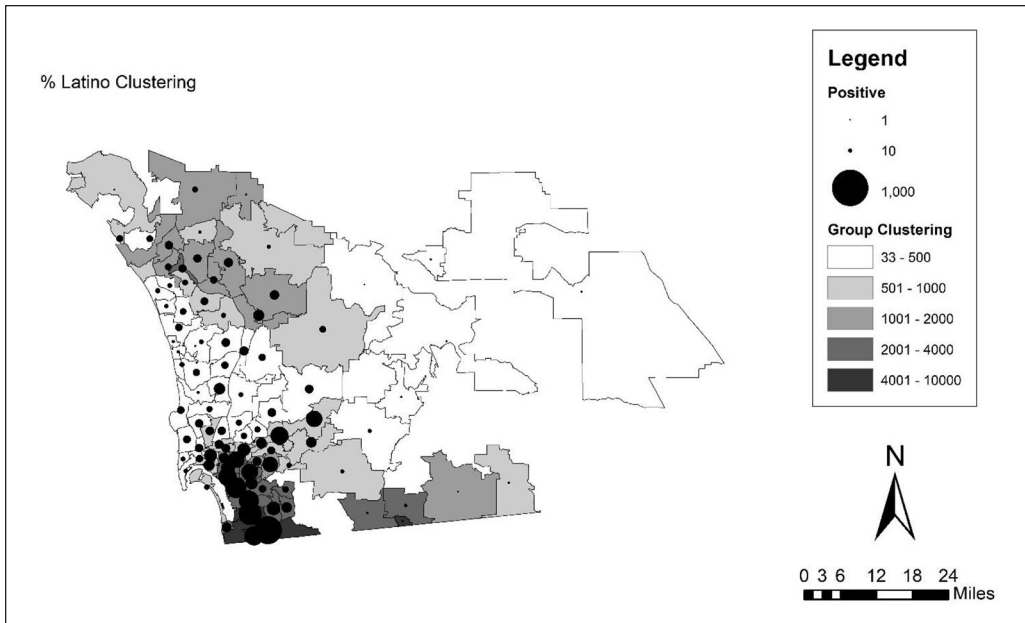 % Latino Clustering
Legend
Positive
1
10
1,000
Group Clustering
33 - 500
501 - 1000
1001 - 2000
2001 - 4000
4001 - 10000
N
0 3 6 12 18 24
Miles